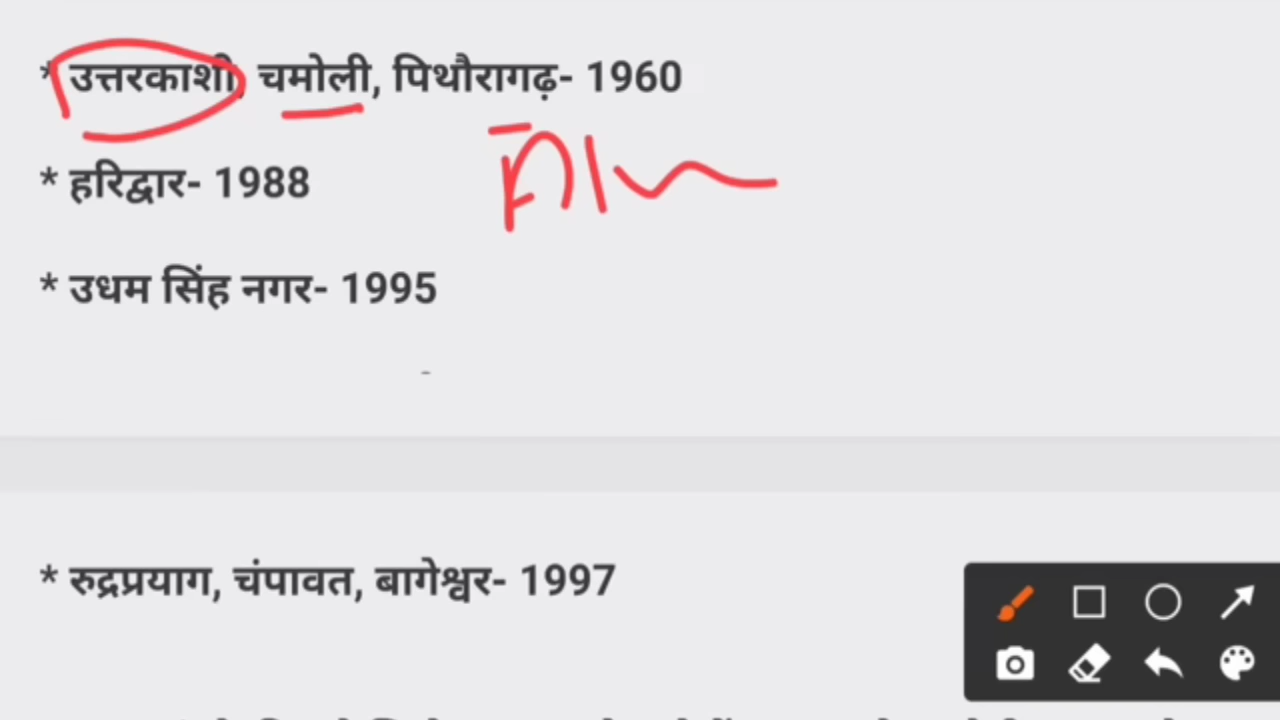 * उत्तरकाशी, चमोली, पिथौरागढ़- 1960
* हरिद्वार- 1988
* उधम सिंह नगर- 1995
* रुद्रप्रयाग, चंपावत, बागेश्वर- 1997